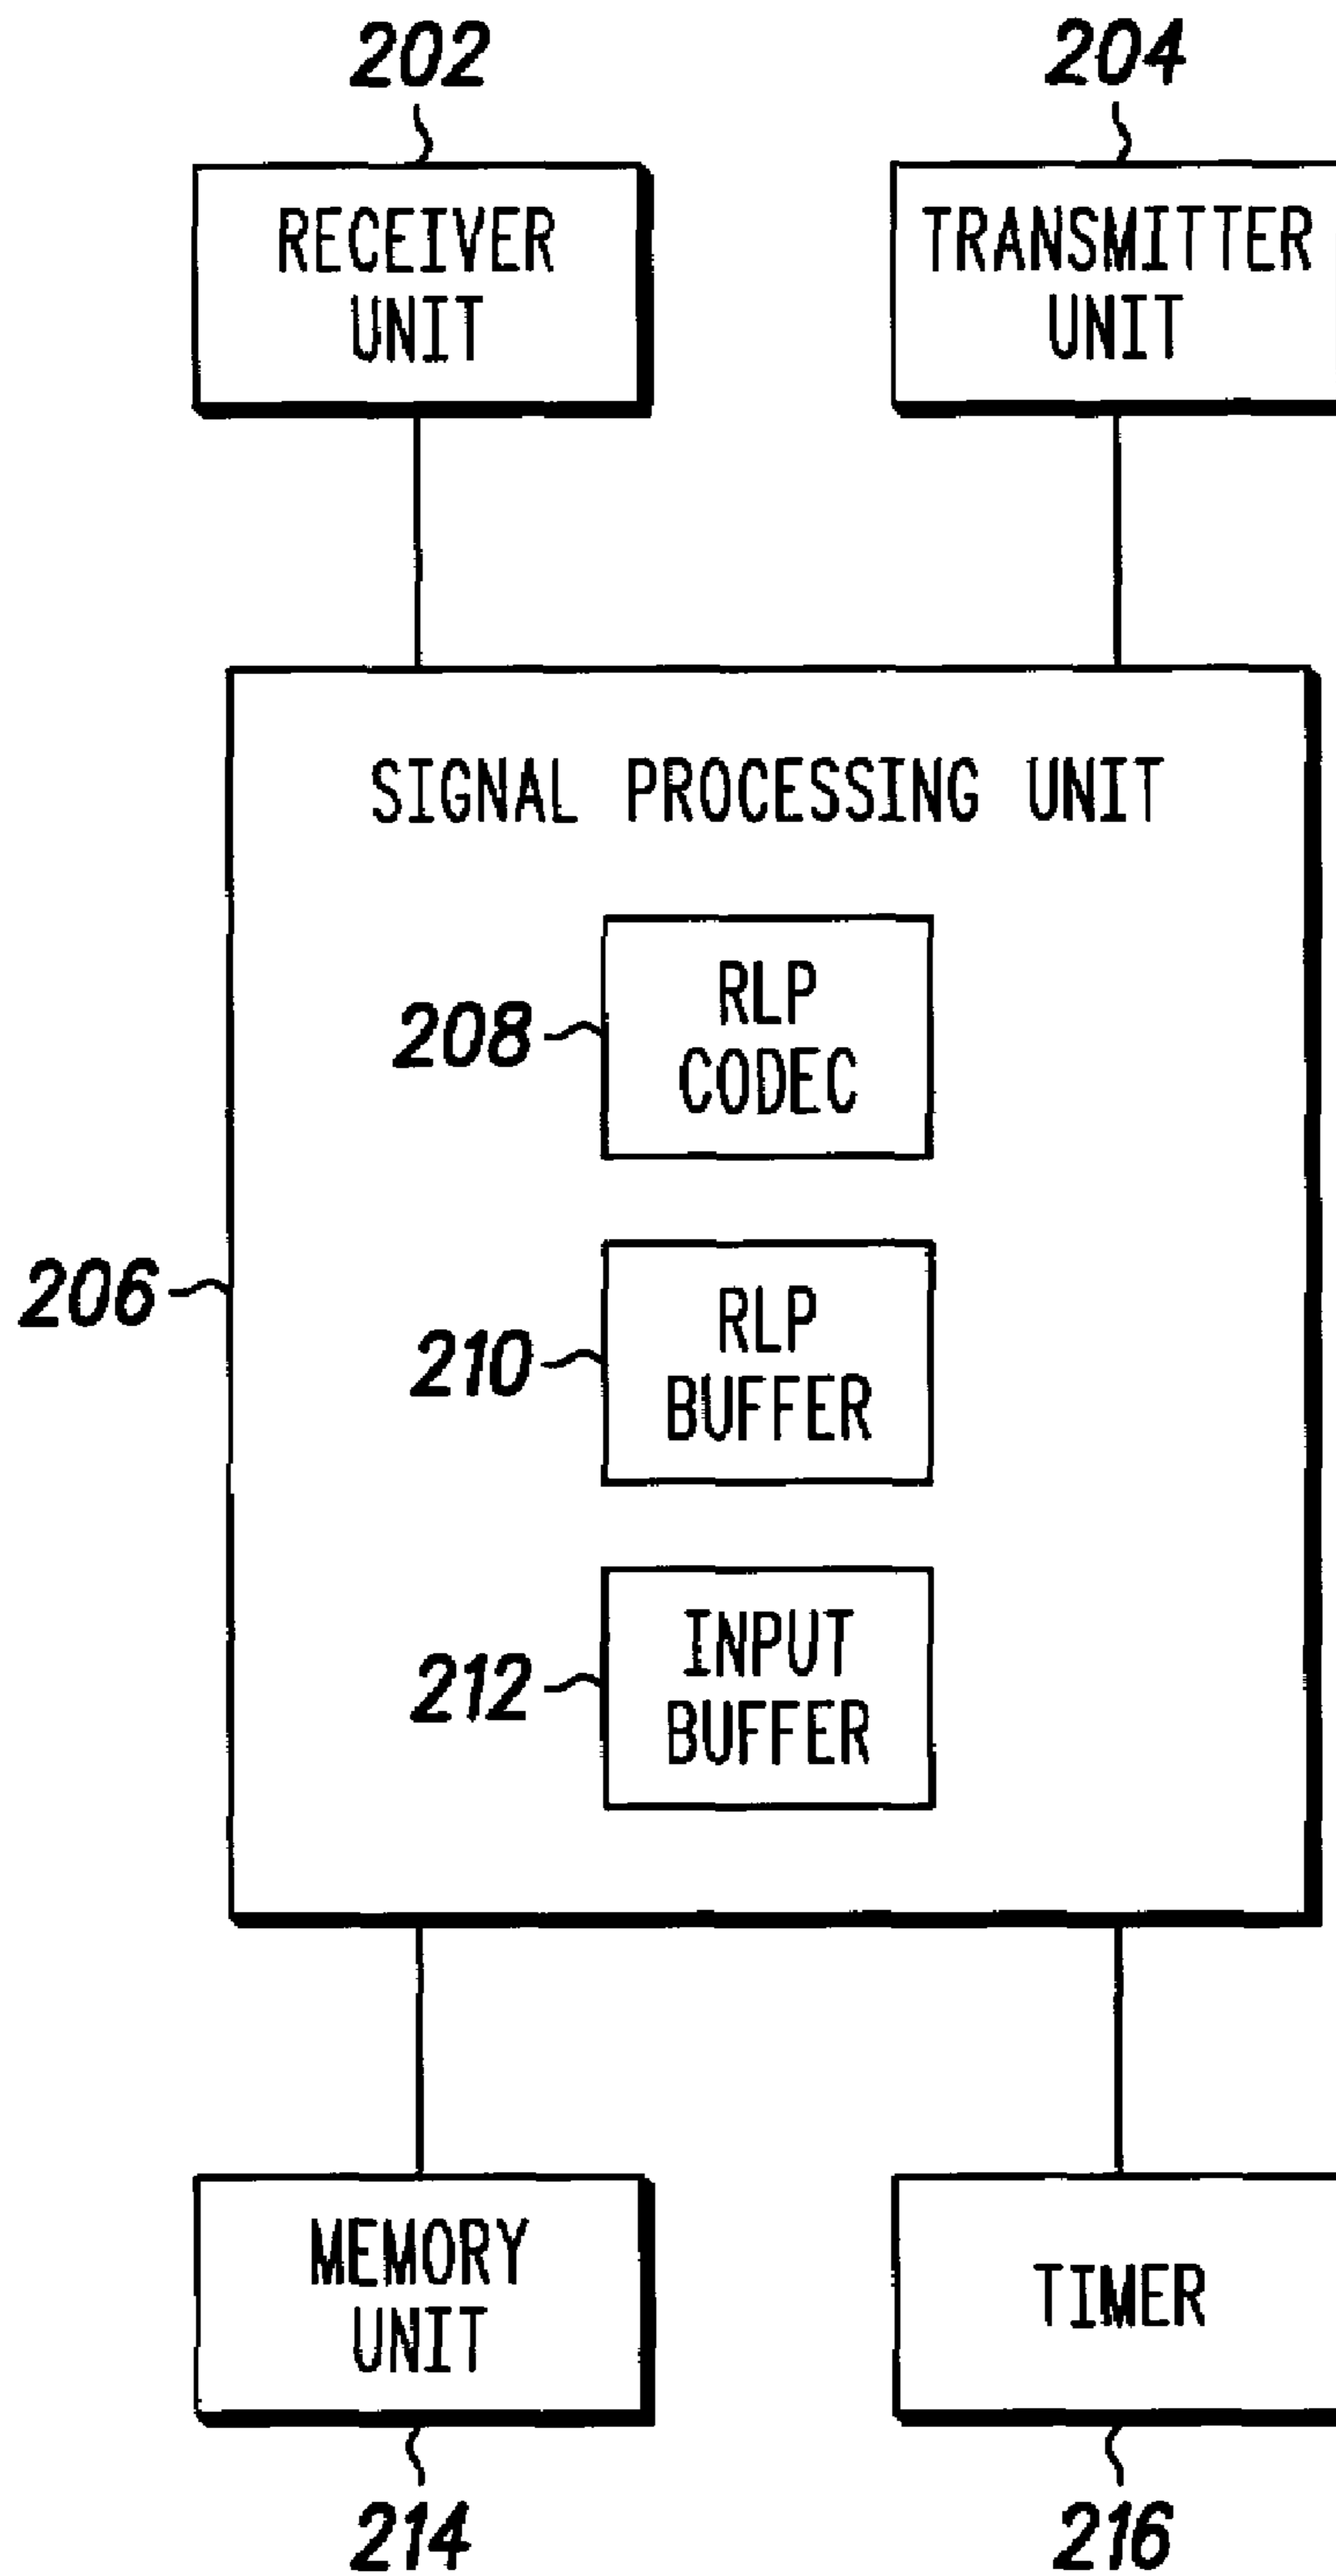 202
204
RECEIVER
UNIT
TRANSMITTER
UNIT
SIGNAL PROCESSING UNIT
208
RLP
CODEC
206
210
RLP
BUFFER
212
INPUT
BUFFER
MEMORY
UNIT
TIMER
214
216